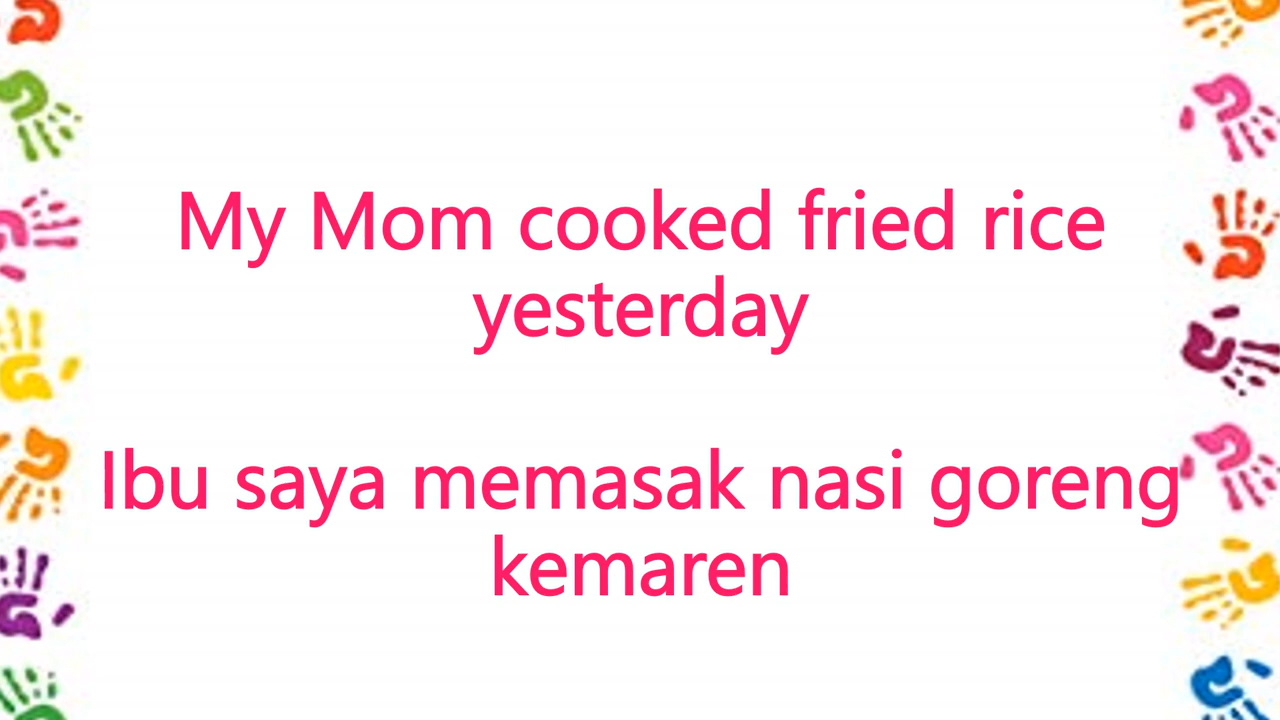 My Mom cooked fried rice
yesterday
Ibu saya memasak nasi goreng
kemaren